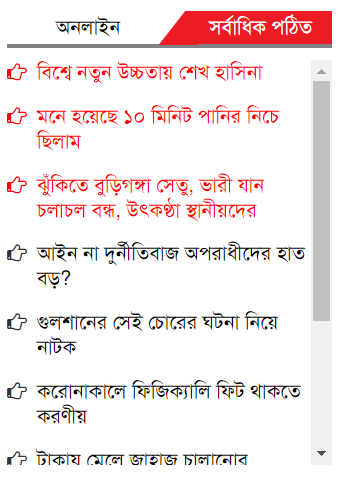 অনলাইন সর্বাধিক পঠিত
বিশ্বে নতুন উচ্চতায় শেখ হাসিনা
মনে হয়েছে ১০ মিনিট পানির নিচে
ছিলাম
ঝুঁকিতে বুড়িগঙ্গা সেতু, ভারী যান
চলাচল বন্ধ, উৎকণ্ঠা স্থানীয়দের
আইন না দুর্নীতিবাজ অপরাধীদের হাত
বড়?
গুলশানের সেই চোরের ঘটনা নিয়ে
নাটক
করোনাকালে ফিজিক্যালি ফিট থাকতে
করণীয়
টাকায় মেলে জাহাজ চালানোর